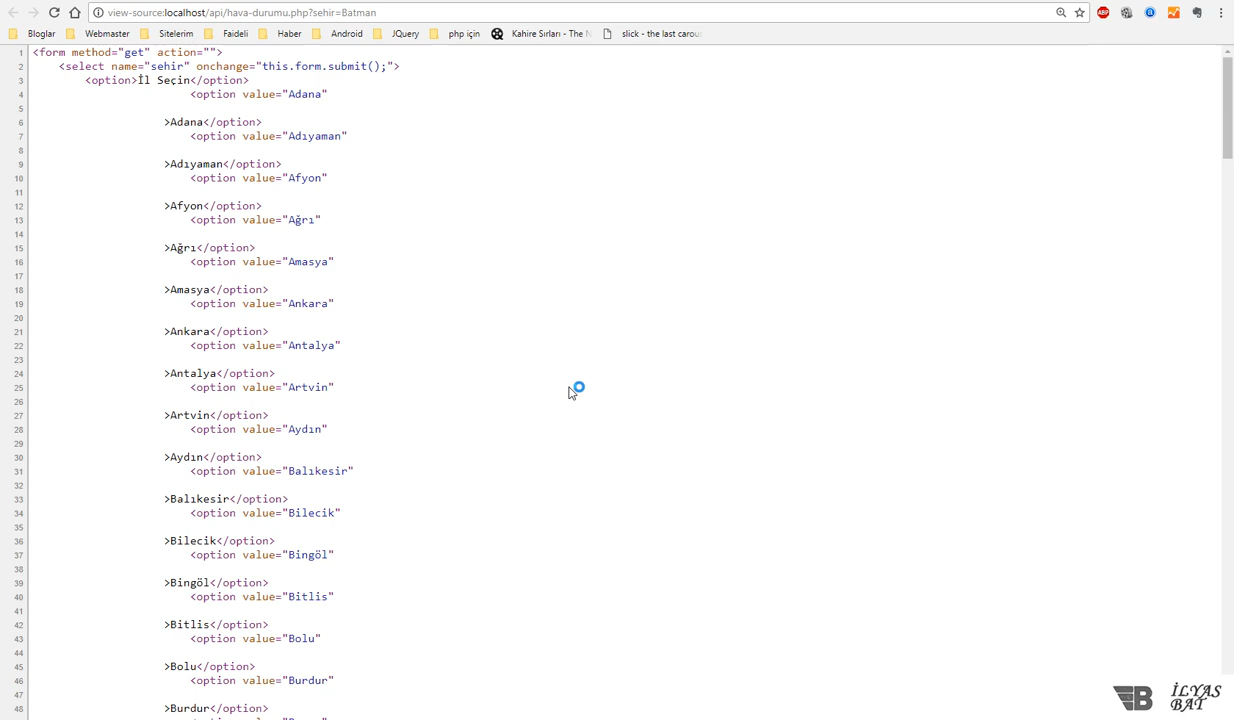 view-source:localhost/api/hava-durumu.php?sehir=Batman
ABP
Bloglar Webmaster Sitelerim Faideli Haber Android JQuery php için Kahire Sırları - The N slick - the last carou
1 <form method="get" action="">
2 <select name="sehir" onchange="this.form.submit();">
3 <option>İl Seçin</option>
4 <option value="Adana"
5
6 >Adana</option>
7 <option value="Adıyaman"
8
9 >Adıyaman</option>
10 <option value="Afyon"
11
12 >Afyon</option>
13 <option value="Ağrı"
14
15 >Ağrı</option>
16 <option value="Amasya"
17
18 >Amasya</option>
19 <option value="Ankara"
20
21 >Ankara</option>
22 <option value="Antalya"
23
24 >Antalya</option>
25 <option value="Artvin"
26
27 >Artvin</option>
28 <option value="Aydın"
29
30 >Aydın</option>
31 <option value="Balıkesir"
32
33 >Balıkesir</option>
34 <option value="Bilecik"
35
36 >Bilecik</option>
37 <option value="Bingöl"
38
39 >Bingöl</option>
40 <option value="Bitlis"
41
42 >Bitlis</option>
43 <option value="Bolu"
44
45 >Bolu</option>
46 <option value="Burdur"
47
48 >Burdur</option>
İLYAS
BAT